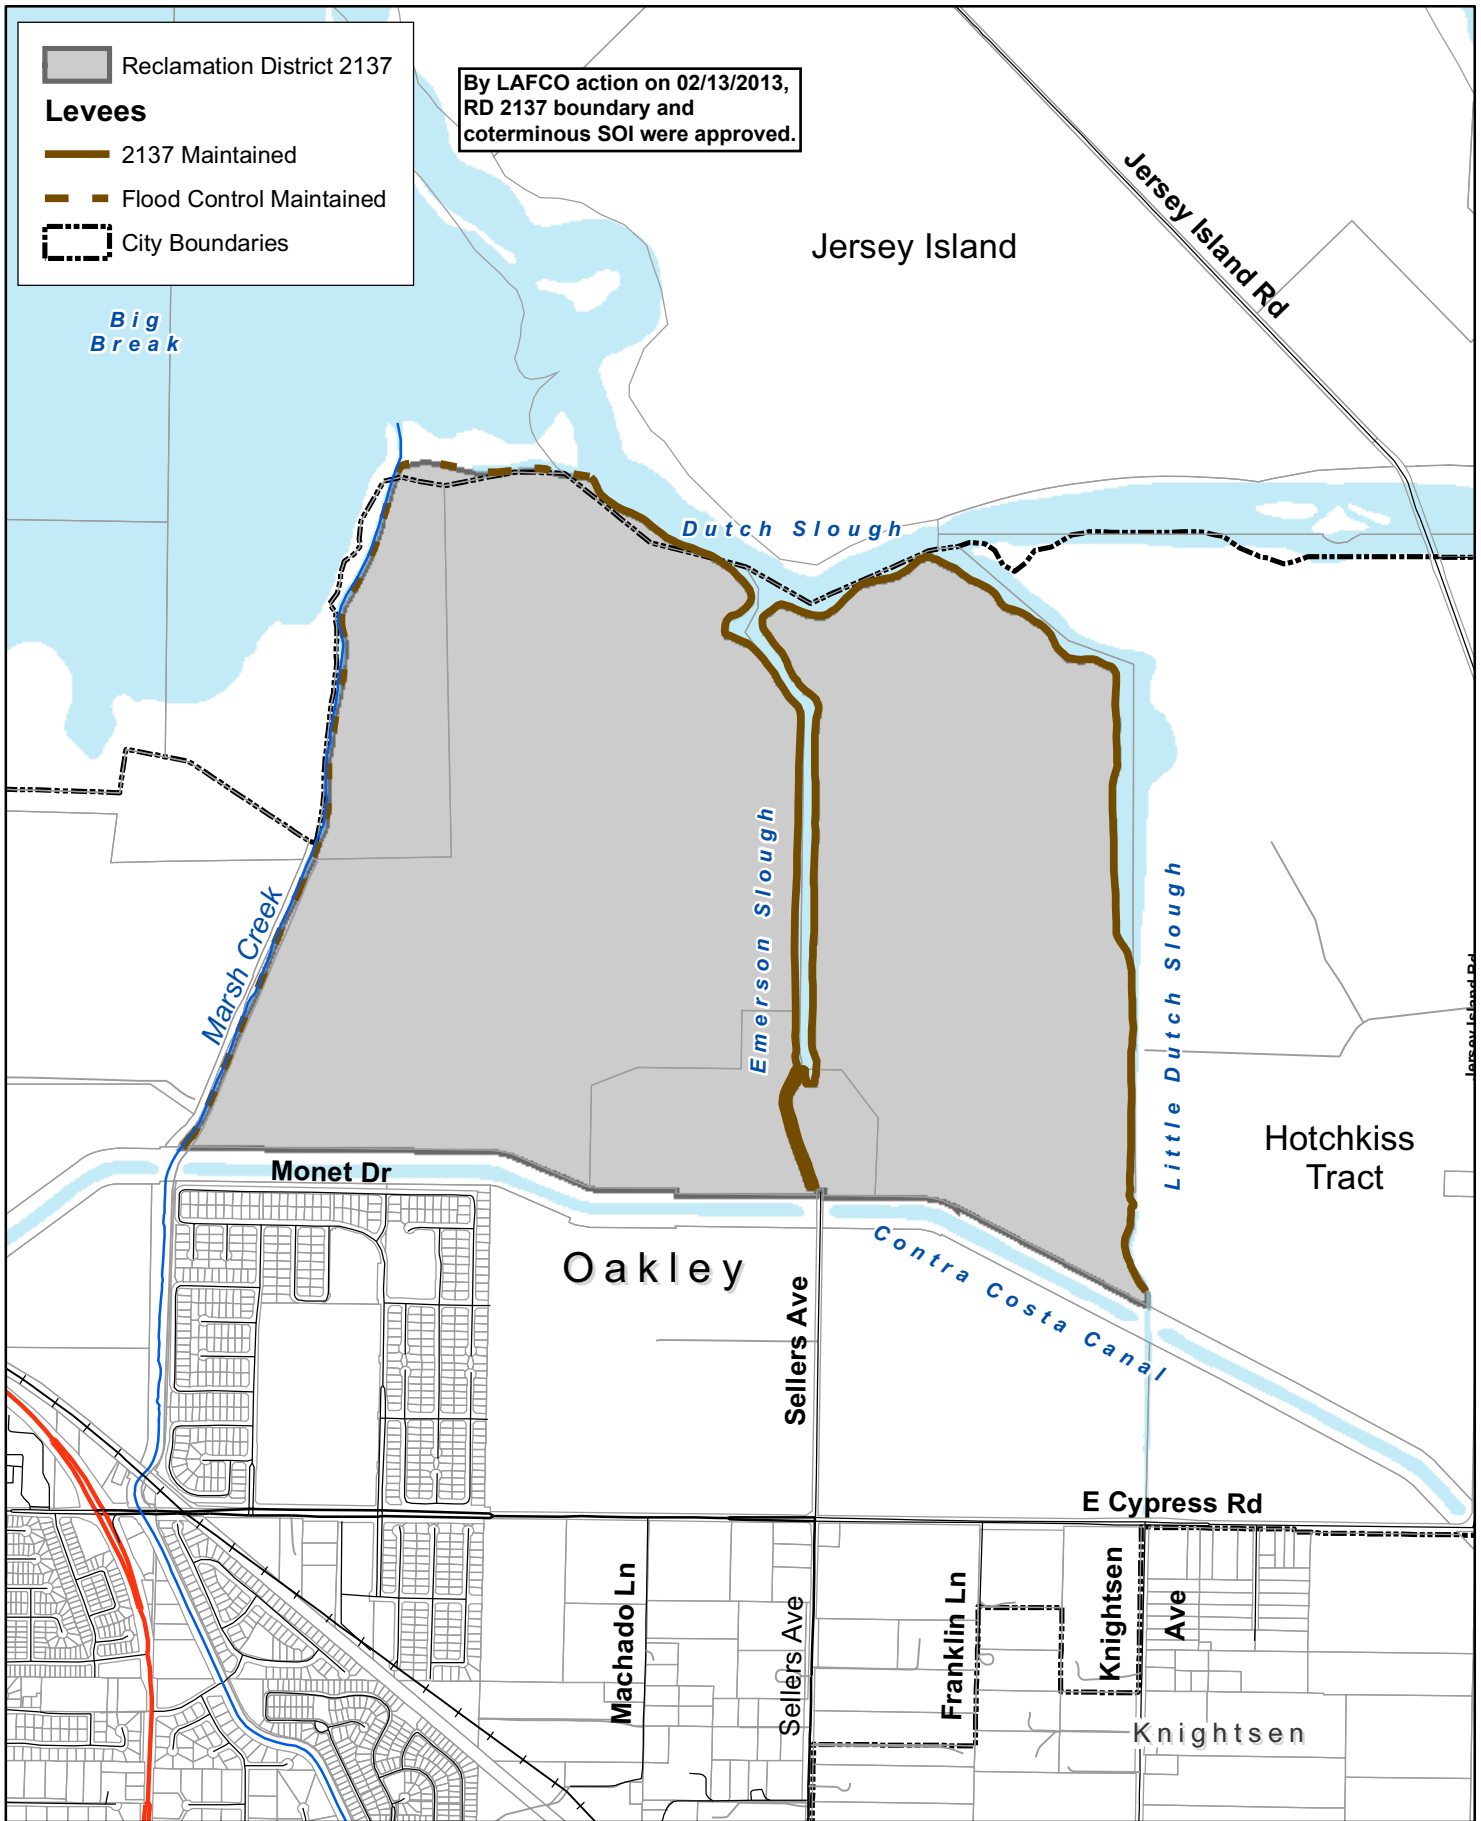 Reclamation District 2137
Levees
2137 Maintained
Flood Control Maintained
City Boundaries
By LAFCO action on 02/13/2013,
RD 2137 boundary and
coterminous SOI were approved.
Jersey Island
Jersey Island Rd
Big
Break
Dutch Slough
Emerson Slough
Little Dutch Slough
Marsh Creek
Jersey Island Rd
Hotchkiss
Tract
Monet Dr
Oakley
Contra Costa Canal
Sellers Ave
E Cypress Rd
Machado Ln
Sellers Ave
Franklin Ln
Knightsen
Ave
Knightsen